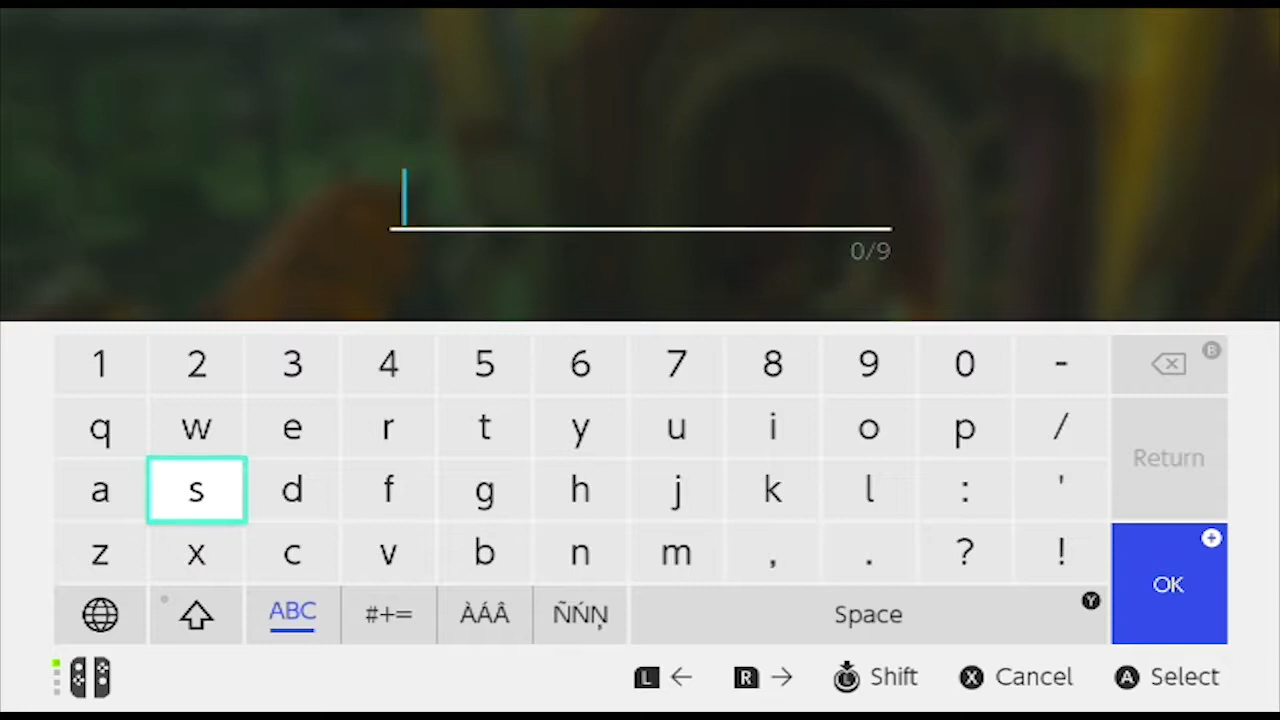 0/9
1 2 3 4 5 6 7 8 9 0 - B
q w e r t y u i o p /
Return
a s d f g h j k l : '
z x c v b n m , . ? ! +
OK
ABC #+= ÀÁÂ ÑŃŅ Space Y
L ← R → L Shift X Cancel A Select